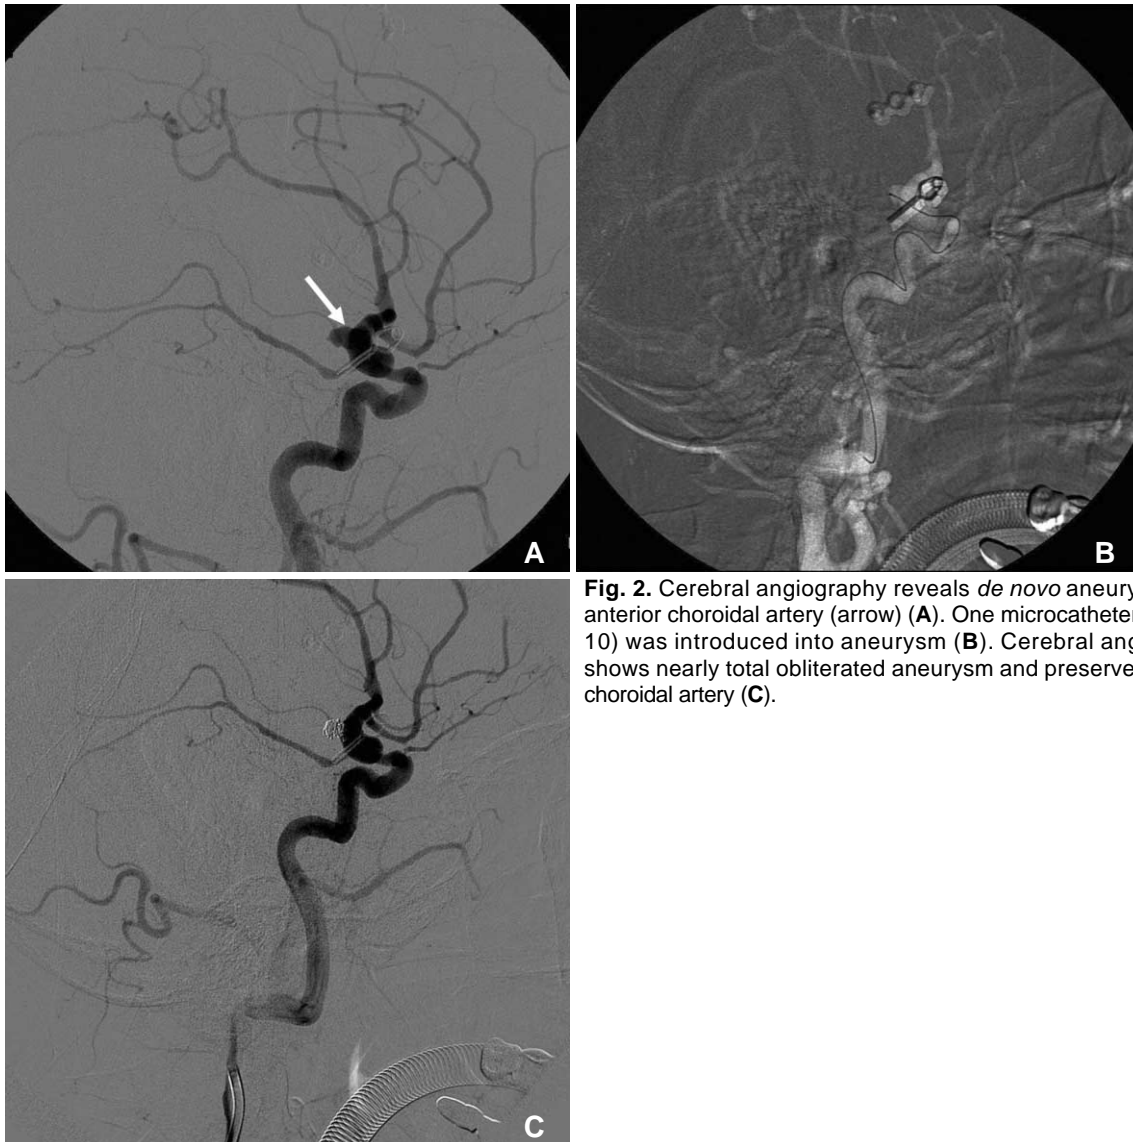 A
B
C
Fig. 2. Cerebral angiography reveals de novo aneury
anterior choroidal artery (arrow) (A). One microcatheter
10) was introduced into aneurysm (B). Cerebral ang
shows nearly total obliterated aneurysm and preserve
choroidal artery (C).